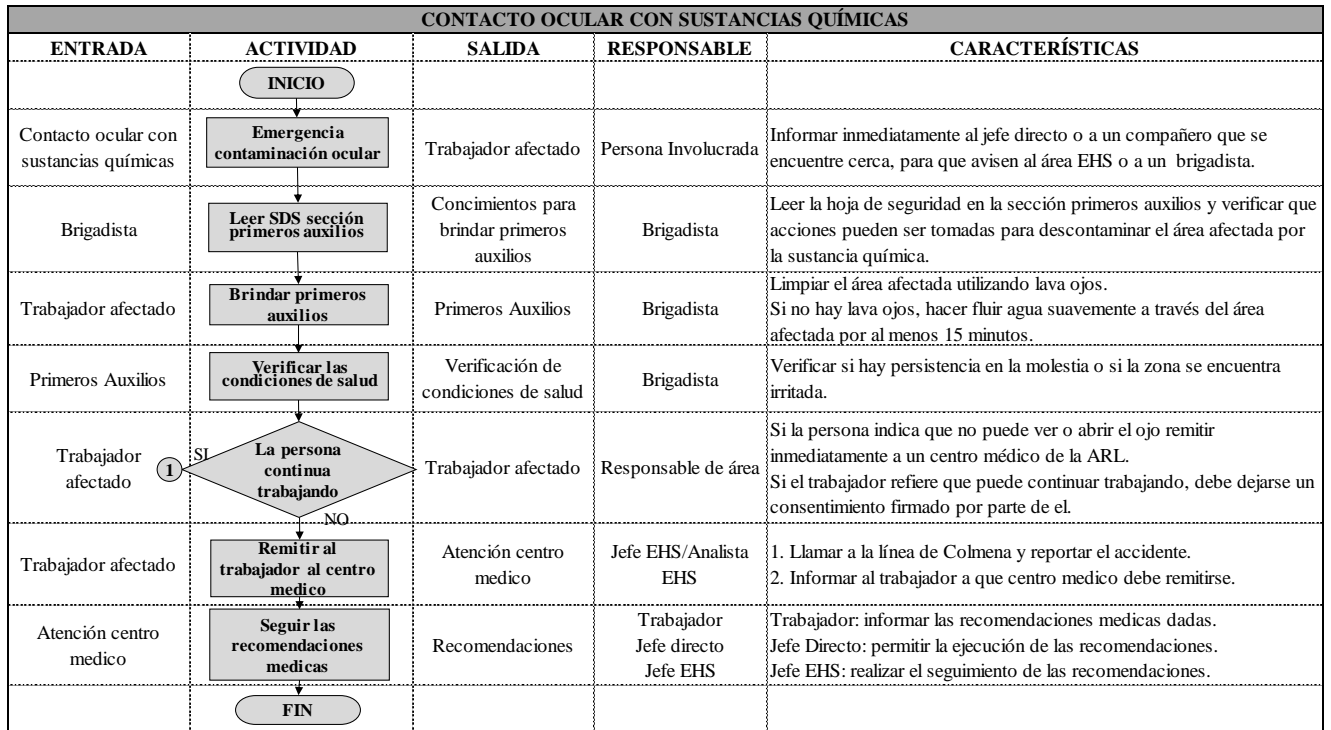 CONTACTO OCULAR CON SUSTANCIAS QUÍMICAS
ENTRADA ACTIVIDAD SALIDA RESPONSABLE CARACTERÍSTICAS
INICIO
Contacto ocular con
sustancias químicas
Emergencia
contaminación ocular
Trabajador afectado
Persona Involucrada
Informar inmediatamente al jefe directo o a un compañero que se
encuentre cerca, para que avisen al área EHS o a un brigadista.
Brigadista
Leer SDS sección
primeros auxilios
Concimientos para
brindar primeros
auxilios
Brigadista
Leer la hoja de seguridad en la sección primeros auxilios y verificar que
acciones pueden ser tomadas para descontaminar el área afectada por
la sustancia química.
Trabajador afectado
Brindar primeros
auxilios
Primeros Auxilios
Brigadista
Limpiar el área afectada utilizando lava ojos.
Si no hay lava ojos, hacer fluir agua suavemente a través del área
afectada por al menos 15 minutos.
Primeros Auxilios
Verificar las
condiciones de salud
Verificación de
condiciones de salud
Brigadista
Verificar si hay persistencia en la molestia o si la zona se encuentra
irritada.
Trabajador
afectado
1
SI
La persona
continua
trabajando
NO
Trabajador afectado
Responsable de área
Si la persona indica que no puede ver o abrir el ojo remitir
inmediatamente a un centro médico de la ARL.
Si el trabajador refiere que puede continuar trabajando, debe dejarse un
consentimiento firmado por parte de el.
Trabajador afectado
Remitir al
trabajador al centro
medico
Atención centro
medico
Jefe EHS/Analista
EHS
1. Llamar a la línea de Colmena y reportar el accidente.
2. Informar al trabajador a que centro medico debe remitirse.
Atención centro
medico
Seguir las
recomendaciones
medicas
Recomendaciones
Trabajador
Jefe directo
Jefe EHS
Trabajador: informar las recomendaciones medicas dadas.
Jefe Directo: permitir la ejecución de las recomendaciones.
Jefe EHS: realizar el seguimiento de las recomendaciones.
FIN